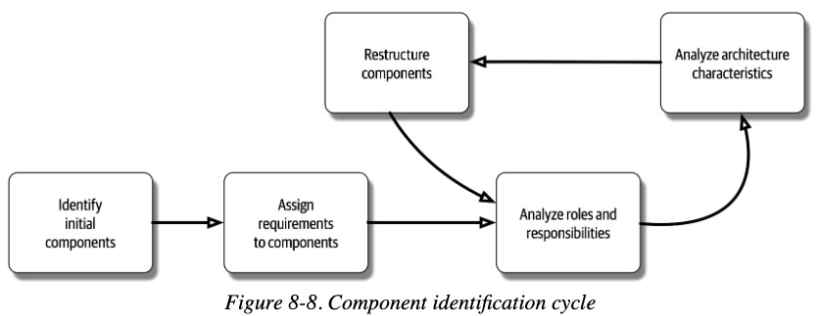 Restructure
components
Analyze architecture
characteristics
Identify
initial
components
Assign
requirements
to components
Analyze roles and
responsibilities
Figure 8-8. Component identification cycle